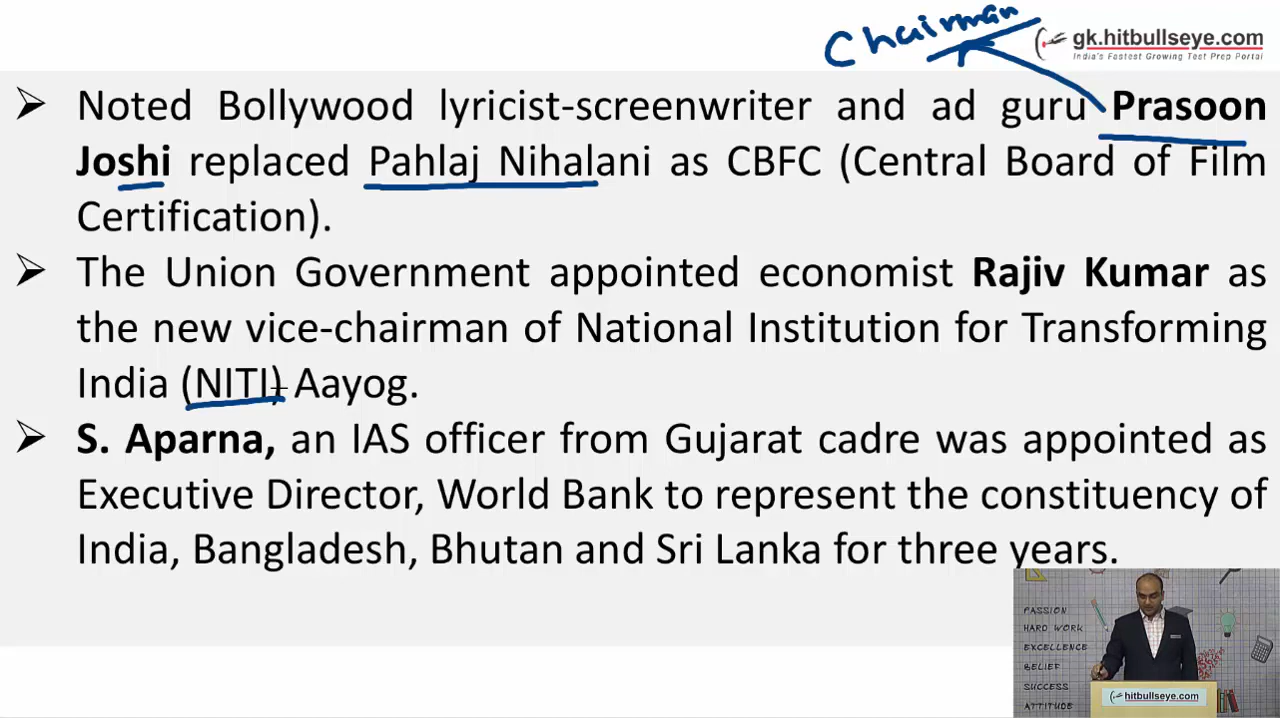 Chairman
gk.hitbullseye.com
India's Fastest Growing Test Prep Portal
➢ Noted Bollywood lyricist-screenwriter and ad guru Prasoon
Joshi replaced Pahlaj Nihalani as CBFC (Central Board of Film
Certification).
➢ The Union Government appointed economist Rajiv Kumar as
the new vice-chairman of National Institution for Transforming
India (NITI) Aayog.
➢ S. Aparna, an IAS officer from Gujarat cadre was appointed as
Executive Director, World Bank to represent the constituency of
India, Bangladesh, Bhutan and Sri Lanka for three years.
PASSION
HARD WORK
EXCELLENCE
BELIEF
SUCCESS
ATTITUDE
hitbullseye.com